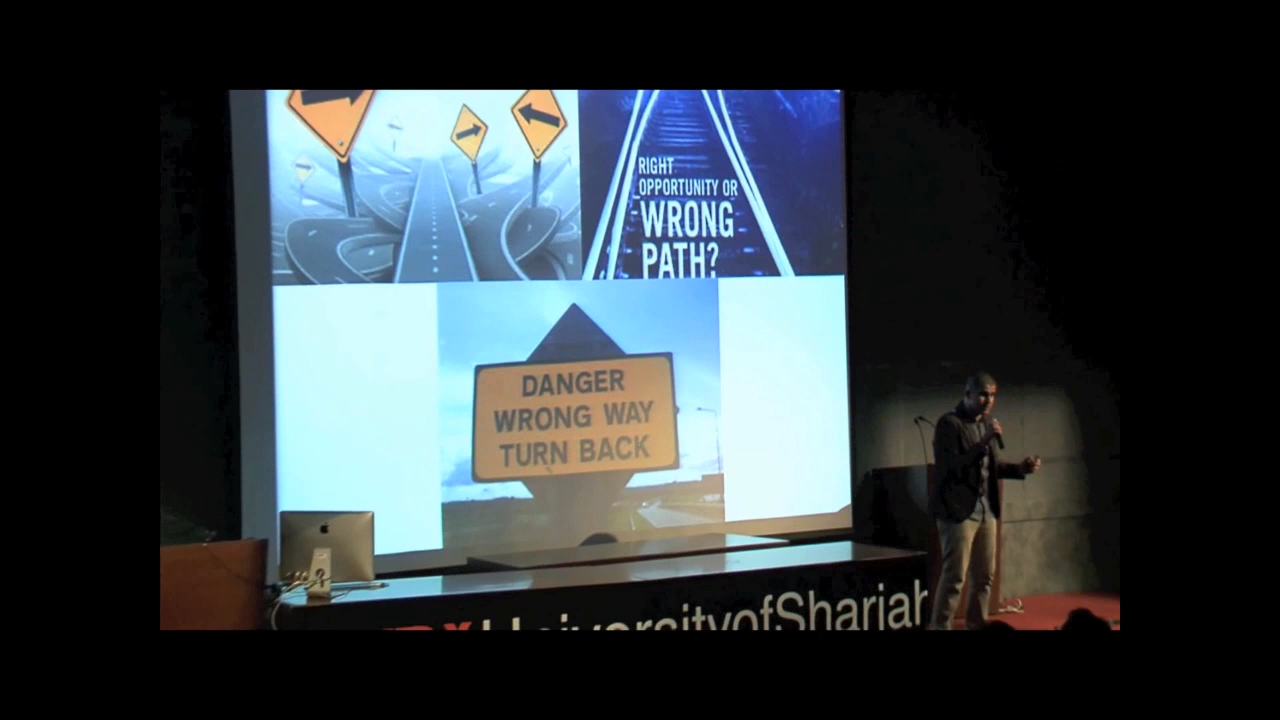 RIGHT
OPPORTUNITY OR
WRONG
PATH?
DANGER
WRONG WAY
TURN BACK
UniversityofSharjah